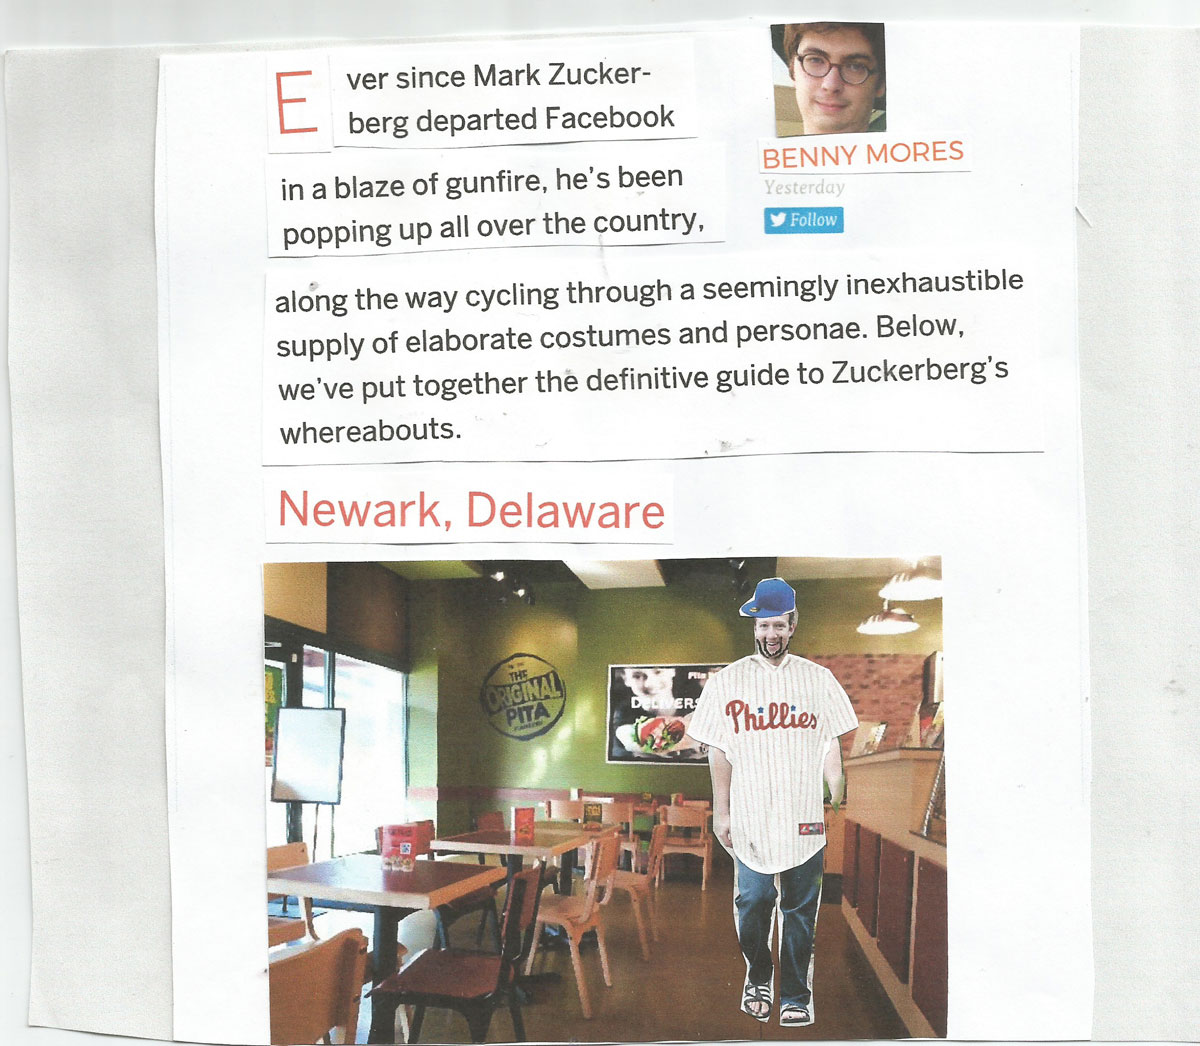 Ever since Mark Zucker-
berg departed Facebook
in a blaze of gunfire, he's been
popping up all over the country,
BENNY MORES
Yesterday
Follow
along the way cycling through a seemingly inexhaustible
supply of elaborate costumes and personae. Below,
we've put together the definitive guide to Zuckerberg's
whereabouts.
Newark, Delaware
THE
ORIGINAL
PITA
DELIVERS
Phillies